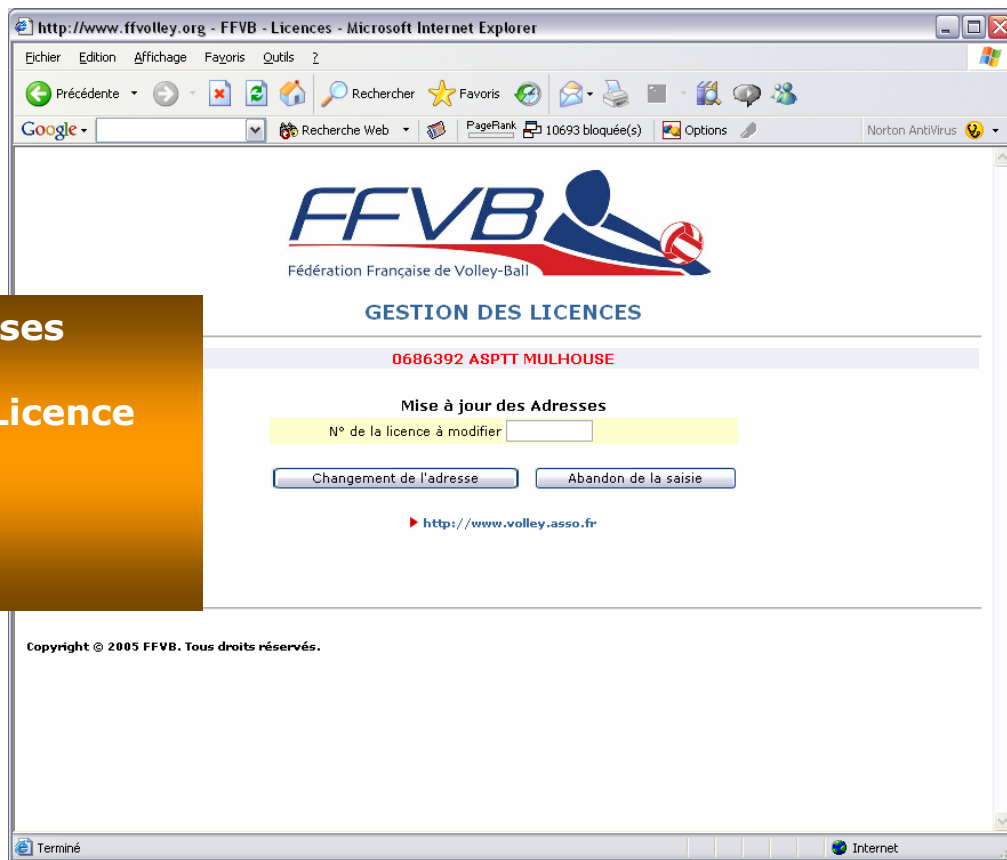 http://www.ffvolley.org - FFVB - Licences - Microsoft Internet Explorer
Eichier Edition Affichage Favoris Outils ?
Précédente Rechercher Favoris
Google Recherche Web PageRank 10693 bloquée(s) Options Norton AntiVirus
FFVB
Fédération Française de Volley-Ball
GESTION DES LICENCES
ses
Licence
0686392 ASPTT MULHOUSE
Mise à jour des Adresses
N° de la licence à modifier
Changement de l'adresse Abandon de la saisie
http://www.volley.asso.fr
Copyright © 2005 FFVB. Tous droits réservés.
Terminé Internet